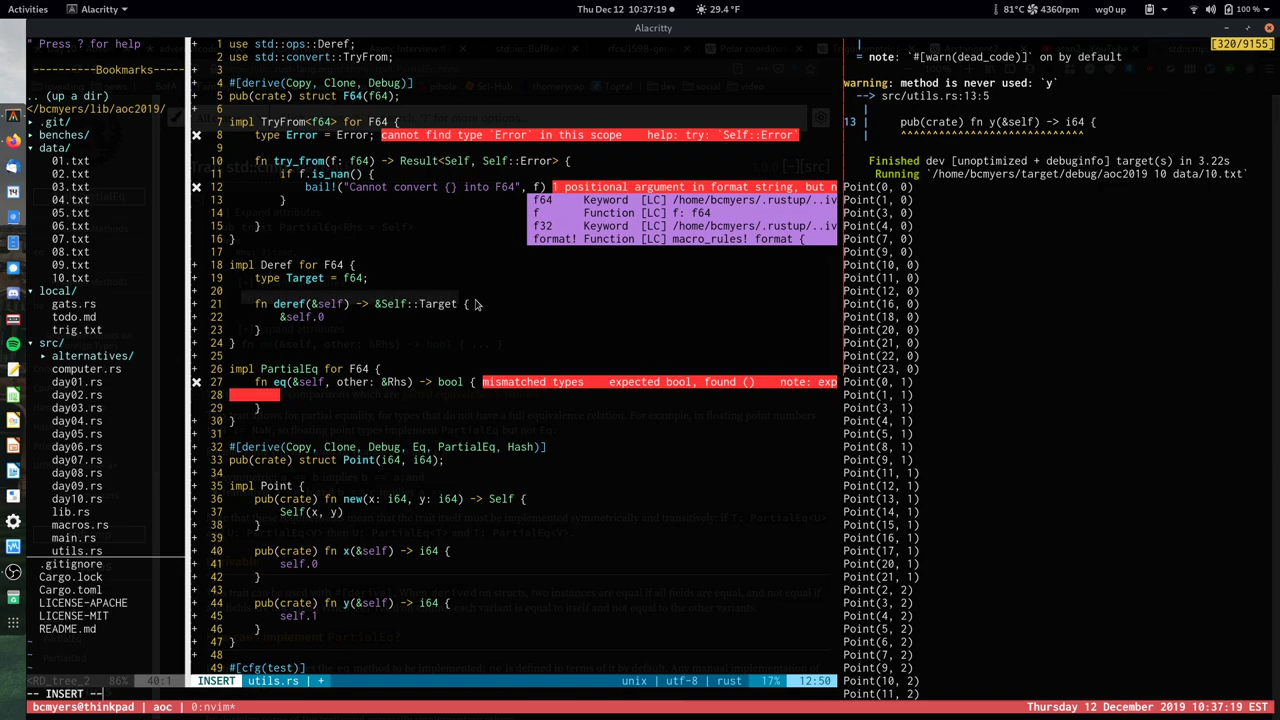 Activities
Alacritty
Thu Dec 12 10:37:19
29.4 °F
81°C
4360rpm
wg0 up
100 %
Alacritty
" Press ? for help
----------Bookmarks----------
.. (up a dir)
</bcmyers/lib/aoc2019/
▸ .git/
▸ benches/
▾ data/
01.txt
02.txt
03.txt
04.txt
05.txt
06.txt
07.txt
08.txt
09.txt
10.txt
▾ local/
gats.rs
todo.md
trig.txt
▾ src/
▸ alternatives/
computer.rs
day01.rs
day02.rs
day03.rs
day04.rs
day05.rs
day06.rs
day07.rs
day08.rs
day09.rs
day10.rs
lib.rs
macros.rs
main.rs
utils.rs
.gitignore
Cargo.lock
Cargo.toml
LICENSE-APACHE
LICENSE-MIT
README.md
~
~
<RD_tree_2 86% 40:1
-- INSERT --
+ 1 use std::ops::Deref;
+ 2 use std::convert::TryFrom;
+ 3
+ 4 #[derive(Copy, Clone, Debug)]
+ 5 pub(crate) struct F64(f64);
+ 6
+ 7 impl TryFrom<f64> for F64 {
✖ 8 type Error = Error; cannot find type `Error` in this scope help: try: `Self::Error`
+ 9
+ 10 fn try_from(f: f64) -> Result<Self, Self::Error> {
+ 11 if f.is_nan() {
✖ 12 bail!("Cannot convert {} into F64", f) 1 positional argument in format string, but n
+ 13 }
+ 14
+ 15 }
+ 16 }
f64 Keyword [LC] /home/bcmyers/.rustup/..iv
f Function [LC] f: f64
f32 Keyword [LC] /home/bcmyers/.rustup/..iv
format! Function [LC] macro_rules! format {
+ 17
+ 18 impl Deref for F64 {
+ 19 type Target = f64;
+ 20
+ 21 fn deref(&self) -> &Self::Target {
+ 22 &self.0
+ 23 }
+ 24 }
+ 25
+ 26 impl PartialEq for F64 {
✖ 27 fn eq(&self, other: &Rhs) -> bool { mismatched types expected bool, found () note: exp
+ 28
+ 29 }
+ 30 }
+ 31
+ 32 #[derive(Copy, Clone, Debug, Eq, PartialEq, Hash)]
+ 33 pub(crate) struct Point(i64, i64);
+ 34
+ 35 impl Point {
+ 36 pub(crate) fn new(x: i64, y: i64) -> Self {
+ 37 Self(x, y)
+ 38 }
+ 39
+ 40 pub(crate) fn x(&self) -> i64 {
+ 41 self.0
+ 42 }
+ 43
+ 44 pub(crate) fn y(&self) -> i64 {
+ 45 self.1
+ 46 }
+ 47 }
+ 48
+ 49 #[cfg(test)]
INSERT utils.rs | + unix | utf-8 | rust 17% 12:50
|
[320/9155]
= note: `#[warn(dead_code)]` on by default
warning: method is never used: `y`
--> src/utils.rs:13:5
|
13 | pub(crate) fn y(&self) -> i64 {
| ^^^^^^^^^^^^^^^^^^^^^^^^^^^^^
Finished dev [unoptimized + debuginfo] target(s) in 3.22s
Running `/home/bcmyers/target/debug/aoc2019 10 data/10.txt`
Point(0, 0)
Point(1, 0)
Point(3, 0)
Point(4, 0)
Point(7, 0)
Point(9, 0)
Point(10, 0)
Point(11, 0)
Point(12, 0)
Point(16, 0)
Point(18, 0)
Point(20, 0)
Point(21, 0)
Point(22, 0)
Point(23, 0)
Point(0, 1)
Point(1, 1)
Point(3, 1)
Point(4, 1)
Point(5, 1)
Point(8, 1)
Point(9, 1)
Point(11, 1)
Point(12, 1)
Point(13, 1)
Point(14, 1)
Point(15, 1)
Point(16, 1)
Point(17, 1)
Point(20, 1)
Point(21, 1)
Point(2, 2)
Point(3, 2)
Point(4, 2)
Point(5, 2)
Point(6, 2)
Point(7, 2)
Point(9, 2)
Point(10, 2)
Point(11, 2)
bcmyers@thinkpad | aoc | 0:nvim*
Thursday 12 December 2019 10:37:19 EST